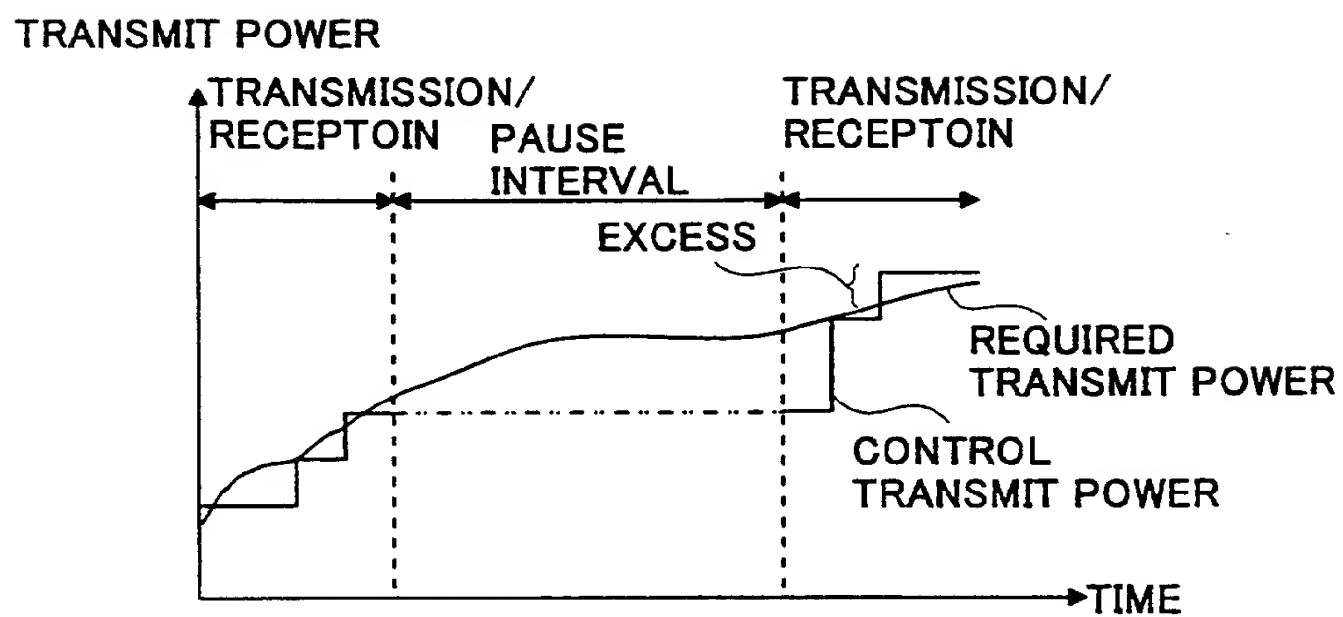 TRANSMIT POWER
TRANSMISSION/
RECEPTOIN
PAUSE
INTERVAL
TRANSMISSION/
RECEPTOIN
EXCESS
REQUIRED
TRANSMIT POWER
CONTROL
TRANSMIT POWER
TIME